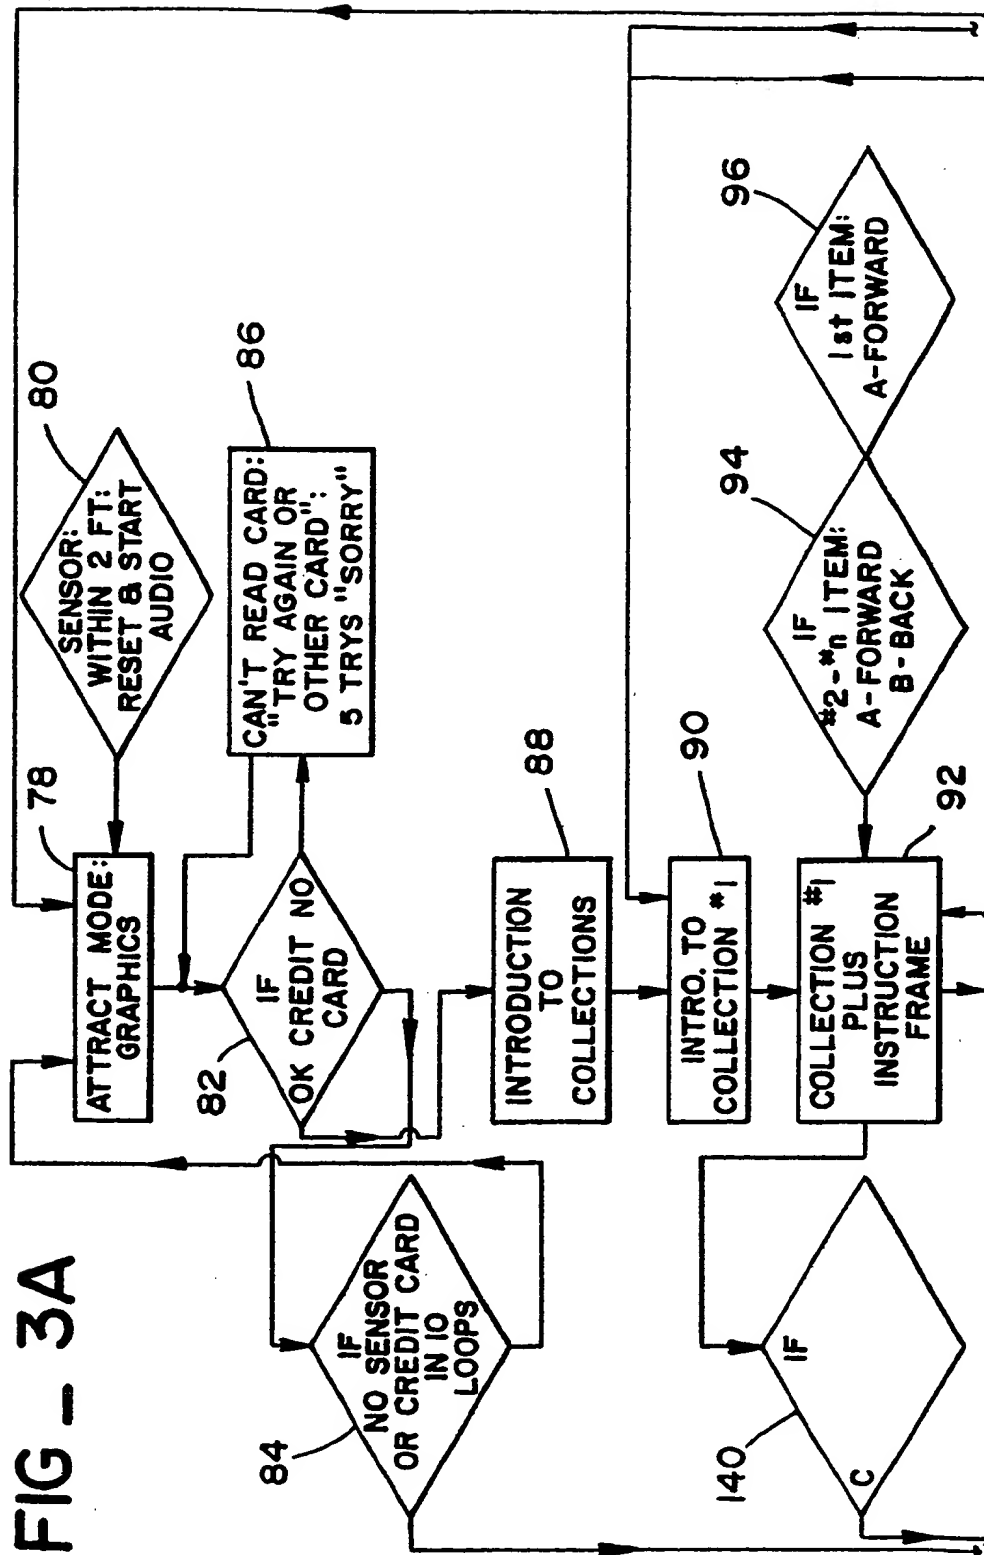 FIG - 3A
78
ATTRACT MODE:
GRAPHICS
80
SENSOR:
WITHIN 2 FT:
RESET & START
AUDIO
82
IF
OK CREDIT NO
CARD
86
CAN'T READ CARD:
"TRY AGAIN OR
OTHER CARD":
5 TRYS "SORRY"
84
IF
NO SENSOR
OR CREDIT CARD
IN 10
LOOPS
88
INTRODUCTION
TO
COLLECTIONS
90
INTRO. TO
COLLECTION #1
92
COLLECTION #1
PLUS
INSTRUCTION
FRAME
94
IF
#2-#n ITEM:
A-FORWARD
B-BACK
96
IF
1st ITEM:
A-FORWARD
140
IF
C